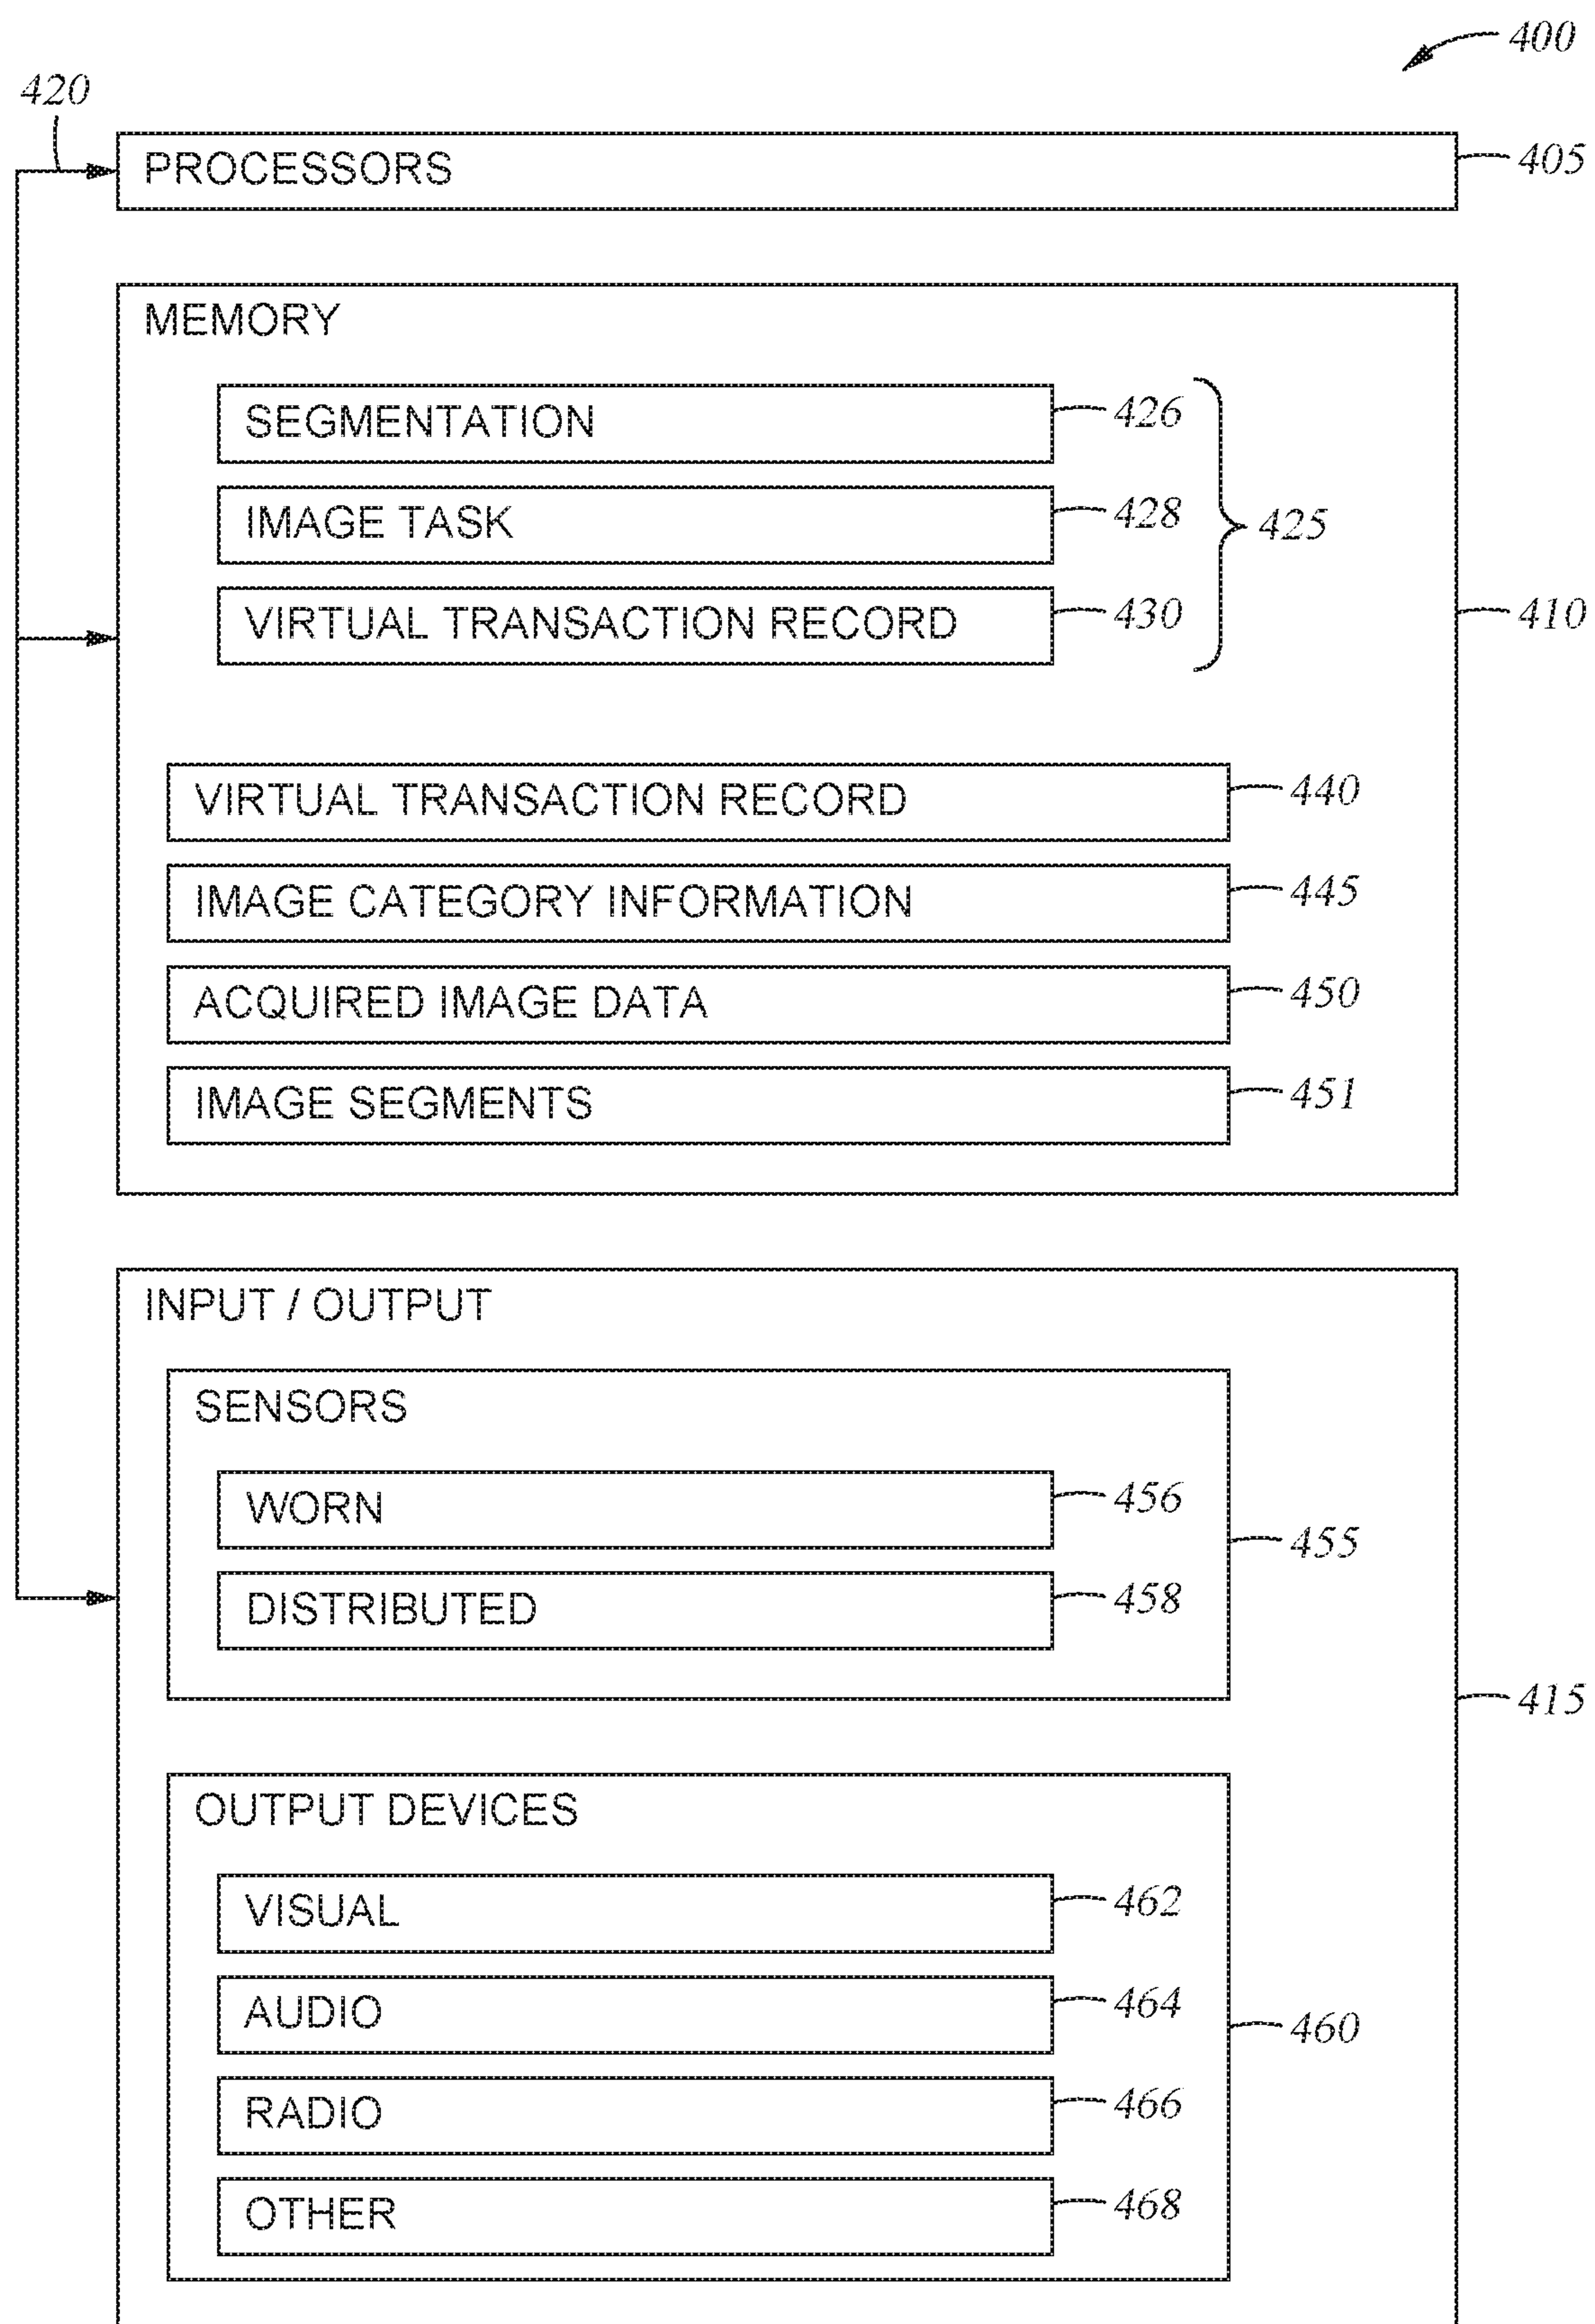 400
420
PROCESSORS 405
MEMORY
SEGMENTATION 426
IMAGE TASK 428 425
VIRTUAL TRANSACTION RECORD 430 410
VIRTUAL TRANSACTION RECORD 440
IMAGE CATEGORY INFORMATION 445
ACQUIRED IMAGE DATA 450
IMAGE SEGMENTS 451
INPUT / OUTPUT
SENSORS
WORN 456
455
DISTRIBUTED 458
415
OUTPUT DEVICES
VISUAL 462
AUDIO 464
460
RADIO 466
OTHER 468